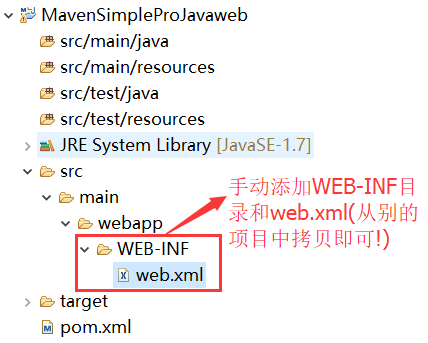 MavenSimpleProJavaweb
src/main/java
src/main/resources
src/test/java
src/test/resources
JRE System Library [JavaSE-1.7]
src
main
webapp
WEB-INF
web.xml
target
pom.xml
手动添加WEB-INF目
录和web.xml(从别的
项目中拷贝即可!)